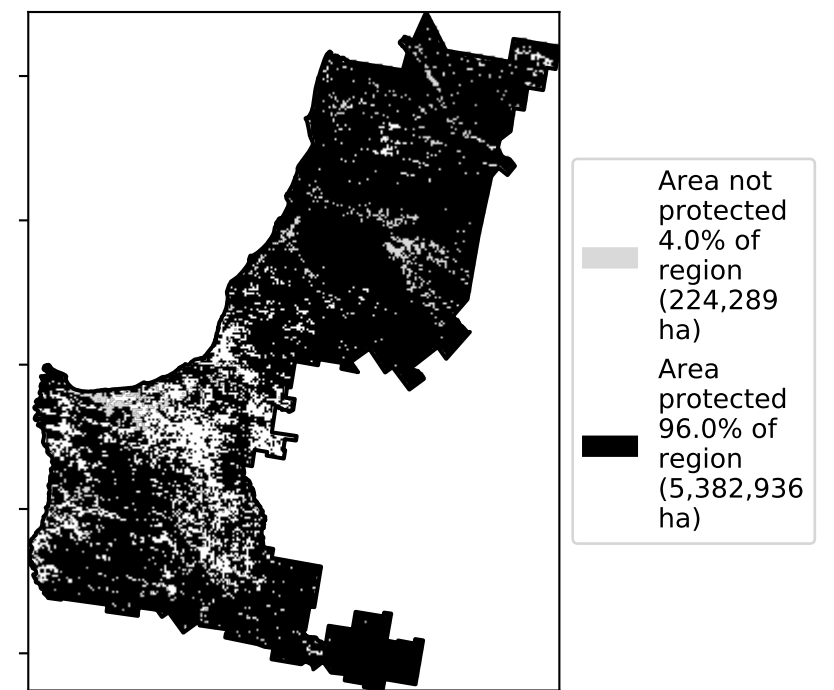 Area not
protected
4.0% of
region
(224,289
ha)
Area
protected
96.0% of
region
(5,382,936
ha)